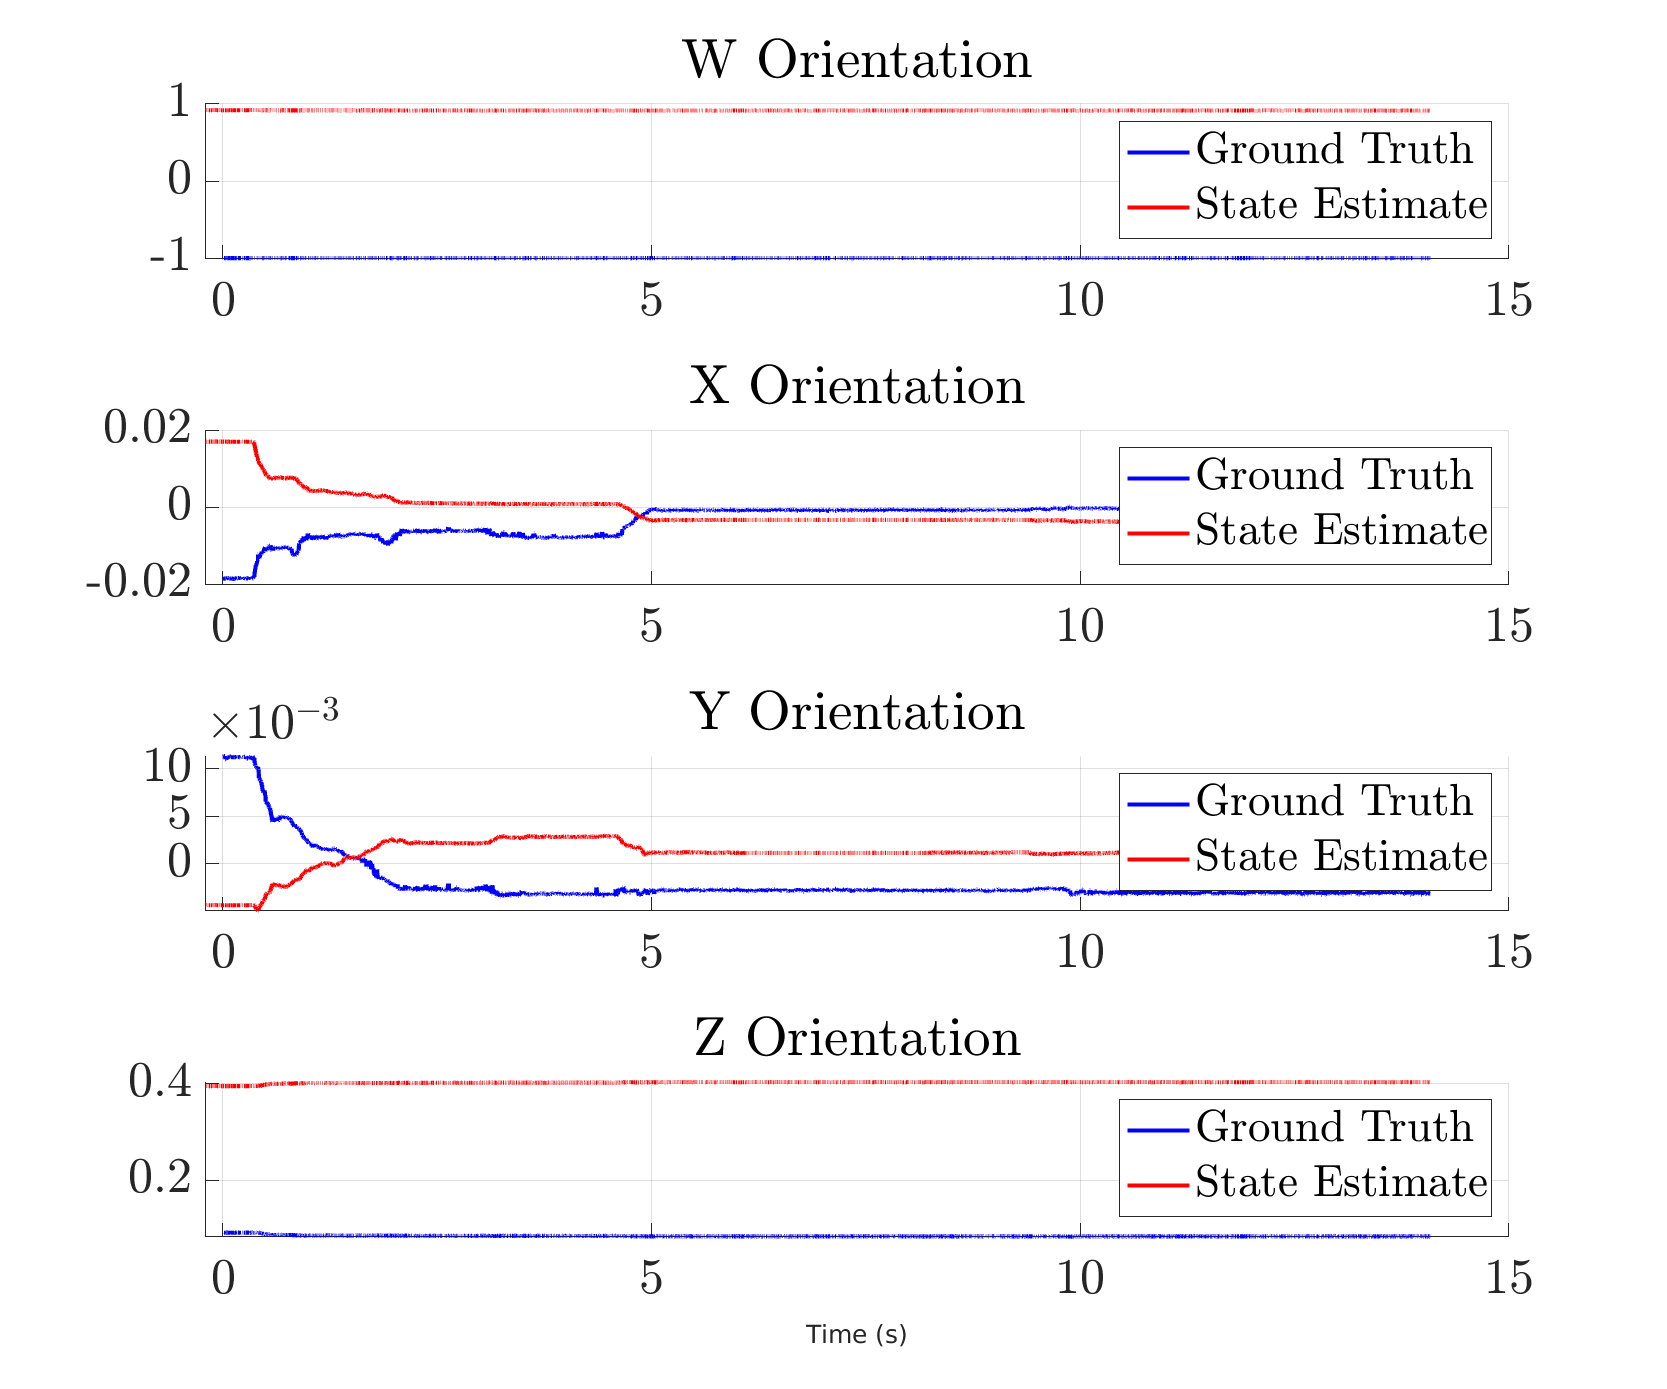 W Orientation
1
0
-1
Ground Truth
State Estimate
0 5 10 15
X Orientation
0.02
0
-0.02
Ground Truth
State Estimate
0 5 10 15
Y Orientation
×10⁻³
10
5
0
Ground Truth
State Estimate
0 5 10 15
Z Orientation
0.4
0.2
Ground Truth
State Estimate
0 5 10 15
Time (s)